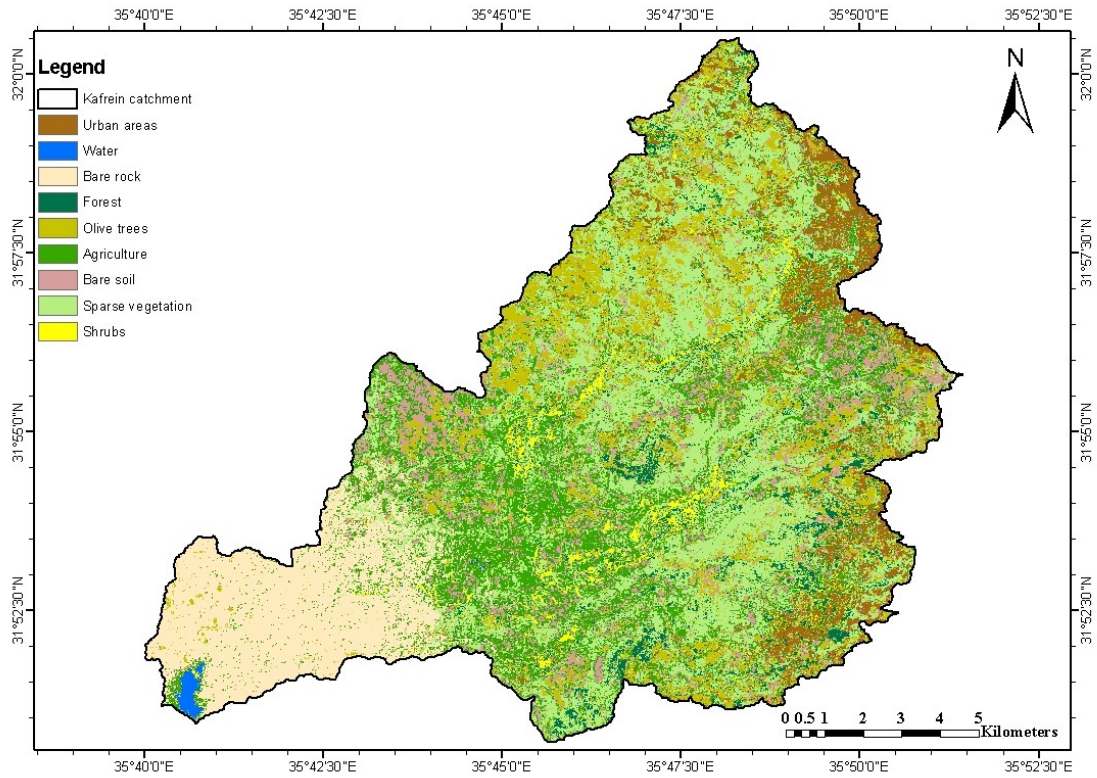 35°40'0"E 35°42'30"E 35°45'0"E 35°47'30"E 35°50'0"E 35°52'30"E
Legend
Kafrein catchment
Urban areas
Water
Bare rock
Forest
Olive trees
Agriculture
Bare soil
Sparse vegetation
Shrubs
N
32°0'0"N
31°57'30"N
31°55'0"N
31°52'30"N
32°0'0"N
31°57'30"N
31°55'0"N
31°52'30"N
0 0.5 1 2 3 4 5
Kilometers
35°40'0"E 35°42'30"E 35°45'0"E 35°47'30"E 35°50'0"E 35°52'30"E